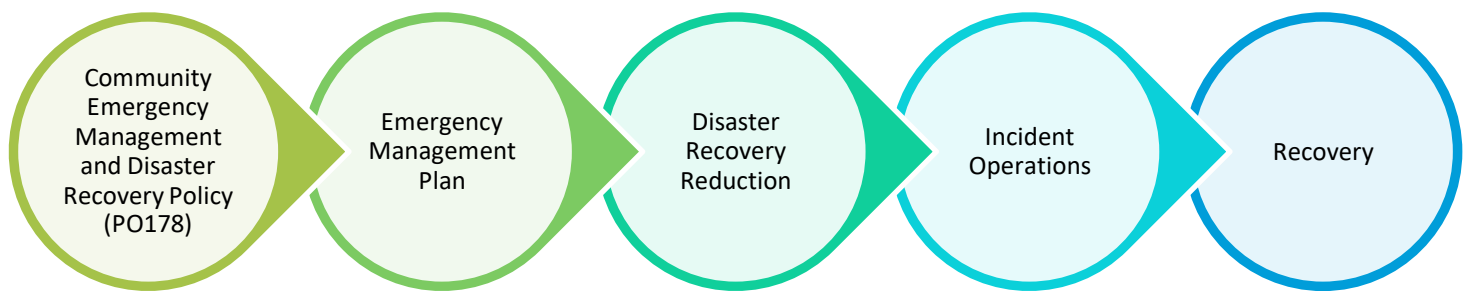 Community
Emergency
Management
and Disaster
Recovery Policy
(PO178)
Emergency
Management
Plan
Disaster
Recovery
Reduction
Incident
Operations
Recovery